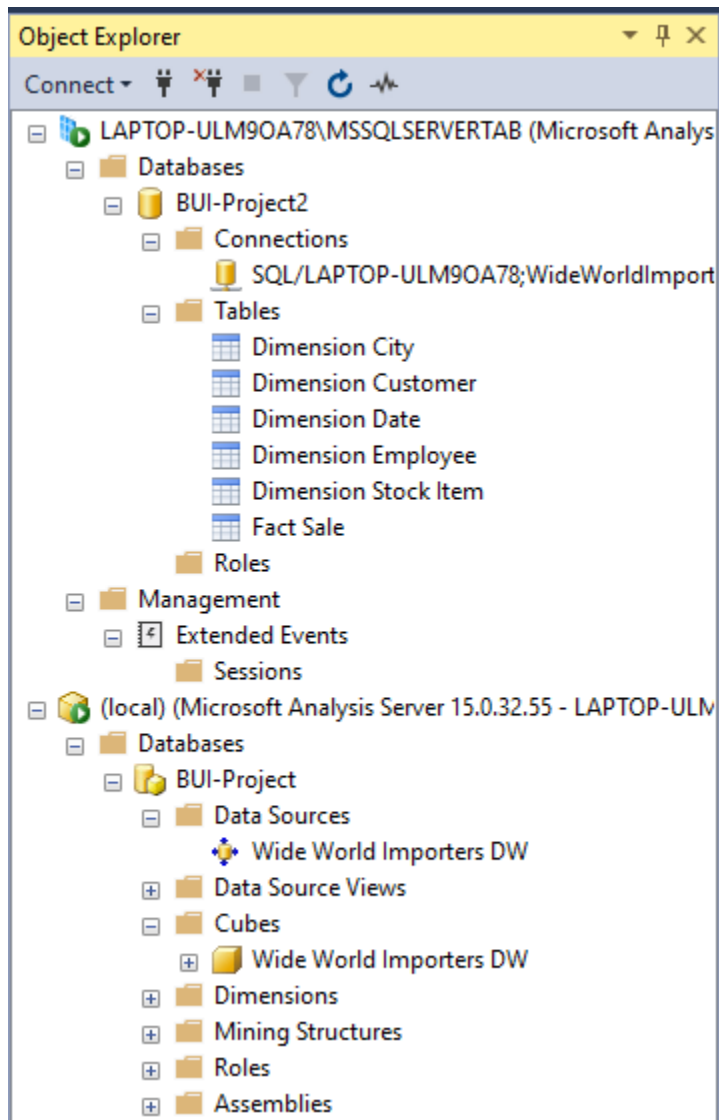 Object Explorer
Connect
LAPTOP-ULM9OA78\MSSQLSERVERTAB (Microsoft Analys
Databases
BUI-Project2
Connections
SQL/LAPTOP-ULM9OA78;WideWorldImport
Tables
Dimension City
Dimension Customer
Dimension Date
Dimension Employee
Dimension Stock Item
Fact Sale
Roles
Management
Extended Events
Sessions
(local) (Microsoft Analysis Server 15.0.32.55 - LAPTOP-ULM
Databases
BUI-Project
Data Sources
Wide World Importers DW
Data Source Views
Cubes
Wide World Importers DW
Dimensions
Mining Structures
Roles
Assemblies